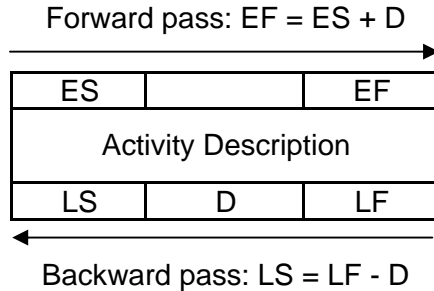 Forward pass: EF = ES + D
ES EF
Activity Description
LS D LF
Backward pass: LS = LF - D